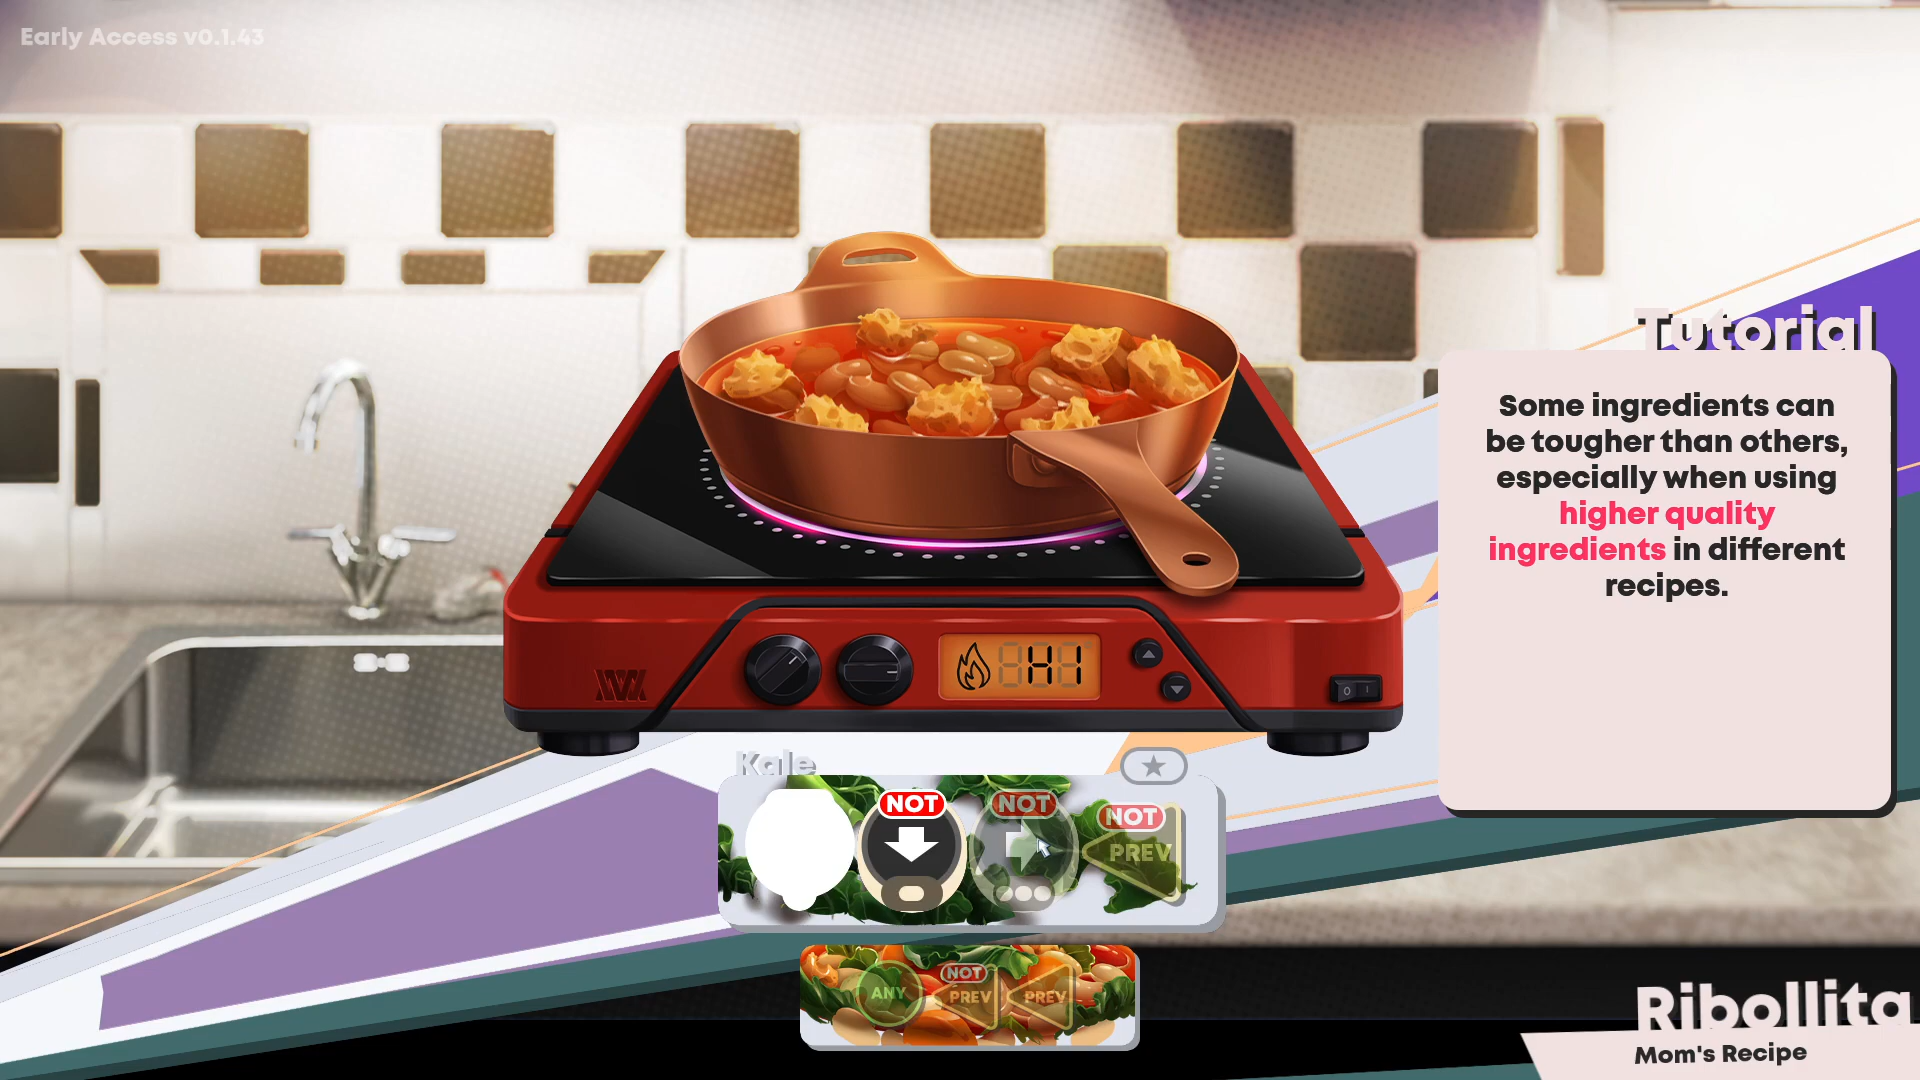 Early Access v0.1.43
Tutorial
Some ingredients can
be tougher than others,
especially when using
higher quality
ingredients in different
recipes.
HI
0 I
Kale
NOT
NOT
NOT
PREV
ANY
NOT
PREV
PREV
Ribollita
Mom's Recipe